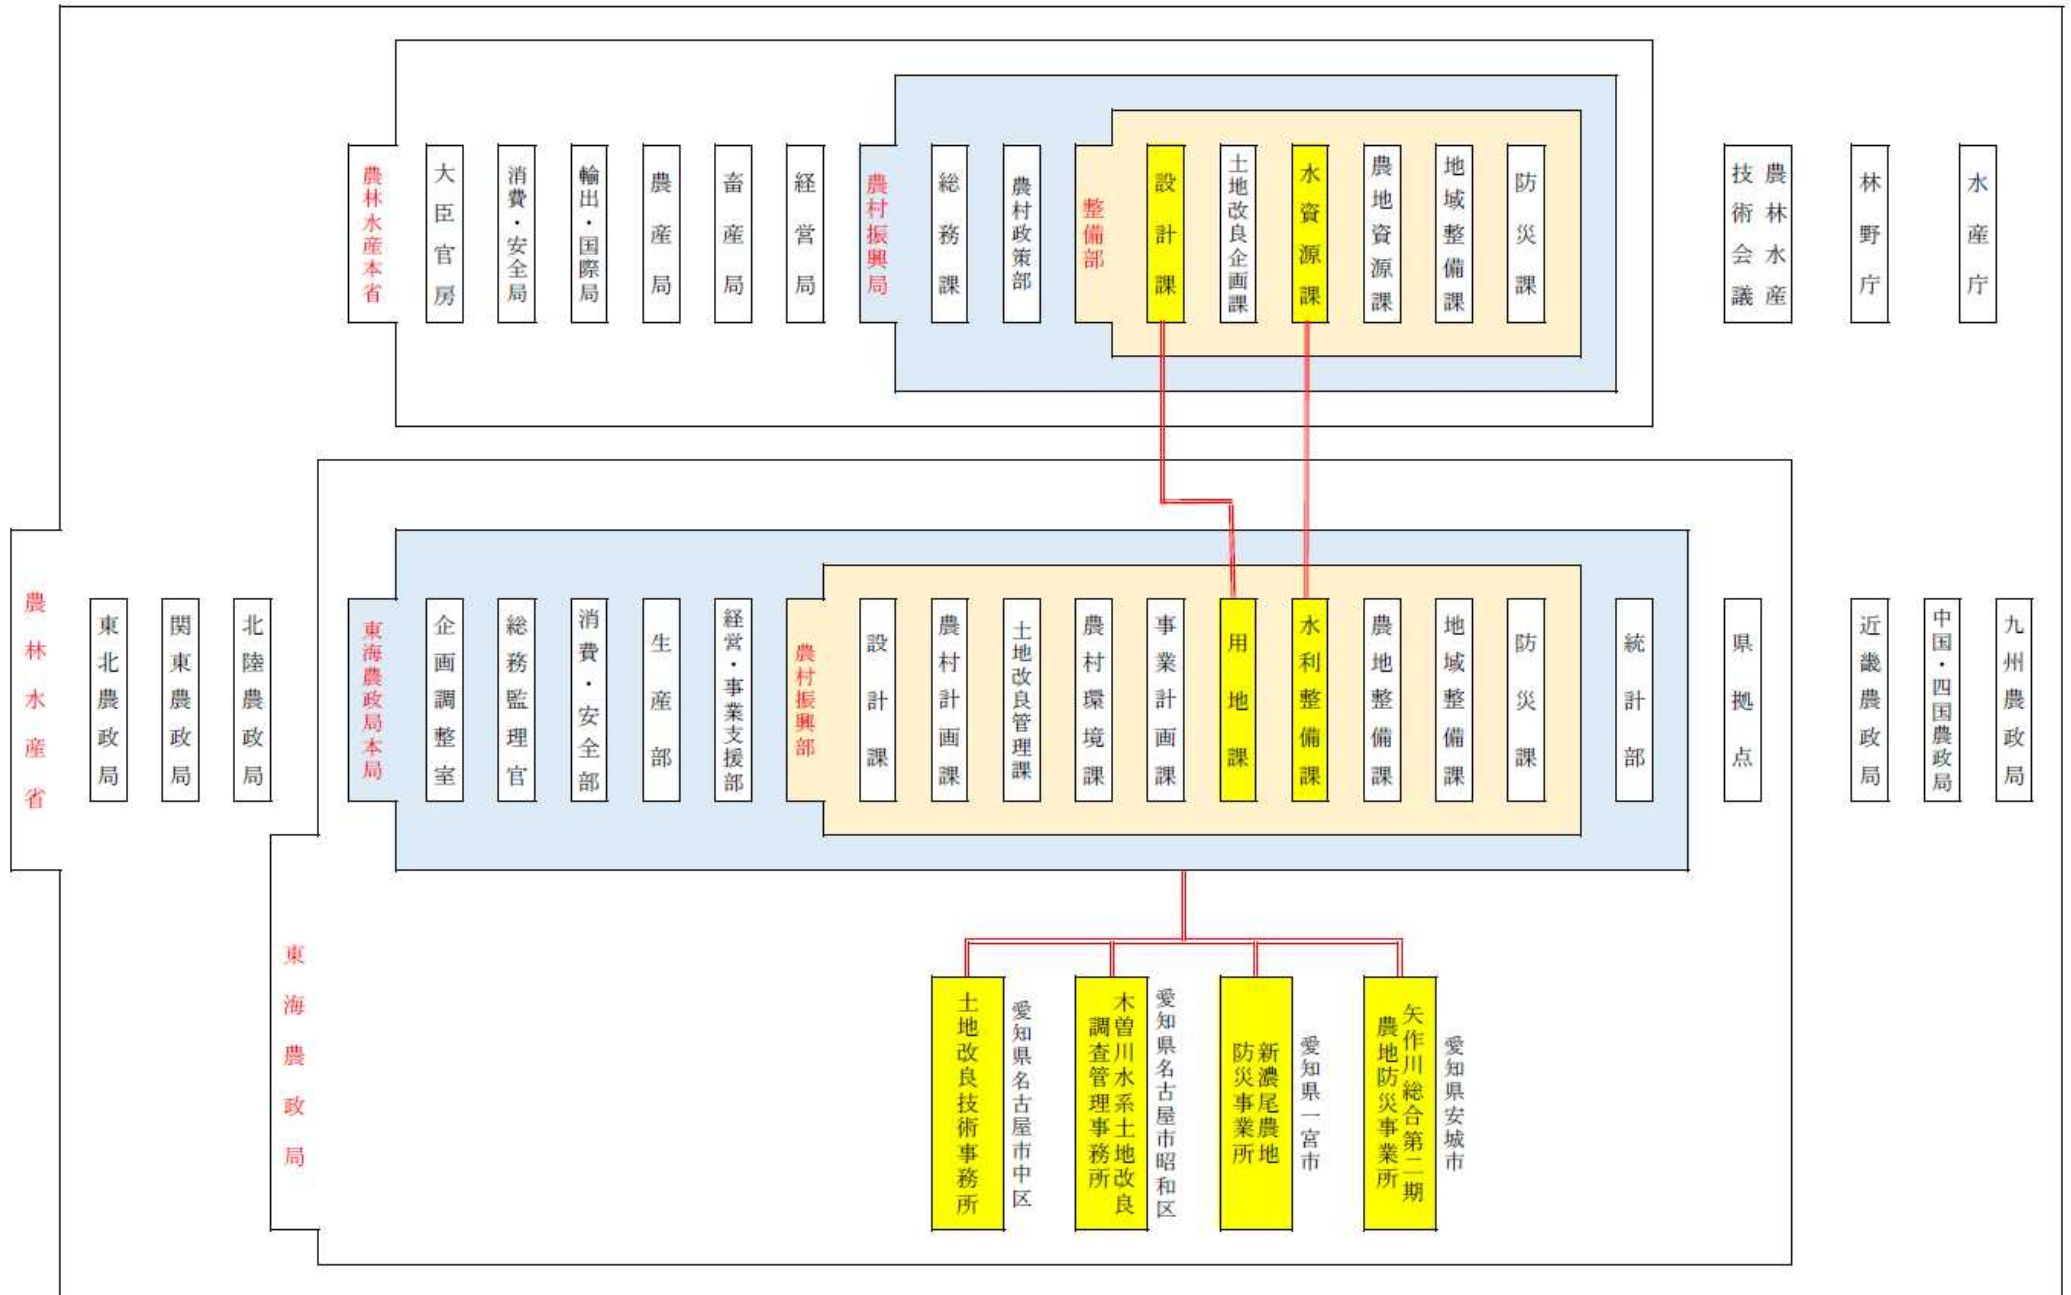 農林水産省
農林水産本省
大臣官房
消費・安全局
輸出・国際局
農産局
畜産局
経営局
農村振興局
総務課
農村政策部
整備部
設計課
土地改良企画課
水資源課
農地資源課
地域整備課
防災課
農林水産
技術会議
林野庁
水産庁
東北農政局
関東農政局
北陸農政局
東海農政局
東海農政局本局
企画調整室
総務監理官
消費・安全部
生産部
経営・事業支援部
農村振興部
設計課
農村計画課
土地改良管理課
農村環境課
事業計画課
用地課
水利整備課
農地整備課
地域整備課
防災課
統計部
県拠点
近畿農政局
中国・四国農政局
九州農政局
土地改良技術事務所
愛知県名古屋市中区
木曽川水系土地改良
調査管理事務所
愛知県名古屋市昭和区
新濃尾農地
防災事業所
愛知県一宮市
矢作川総合第二期
農地防災事業所
愛知県安城市